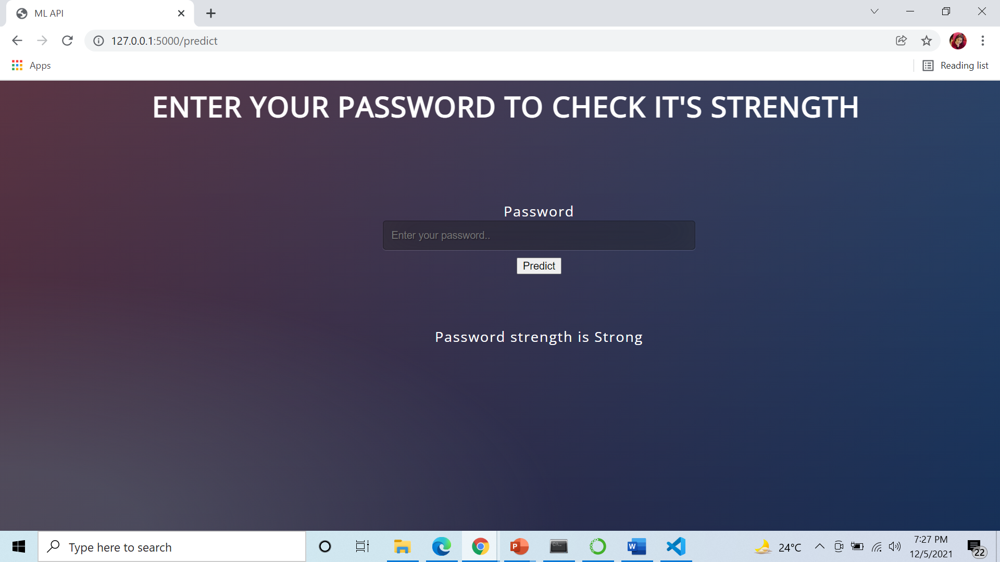 ML API
127.0.0.1:5000/predict
Apps
Reading list
ENTER YOUR PASSWORD TO CHECK IT'S STRENGTH
Password
Enter your password..
Predict
Password strength is Strong
Type here to search
24°C
7:27 PM
12/5/2021
22